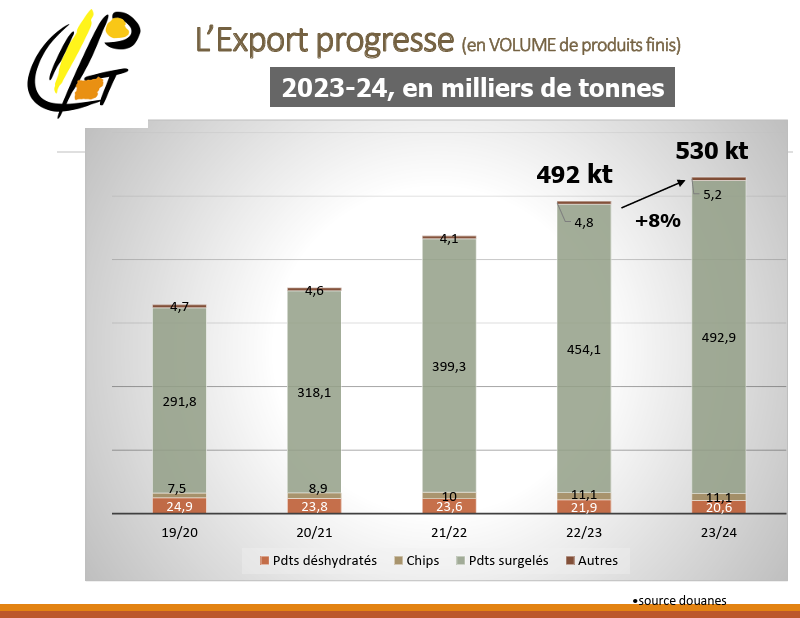 L'Export progresse (en VOLUME de produits finis)
2023-24, en milliers de tonnes
530 kt
492 kt
5,2
4,8
+8%
4,1
4,6
4,7
492,9
454,1
399,3
318,1
291,8
7,5
8,9
10
11,1
11,1
24,9
23,8
23,6
21,9
20,6
19/20
20/21
21/22
22/23
23/24
Pdts déshydratés
Chips
Pdts surgelés
Autres
•source douanes